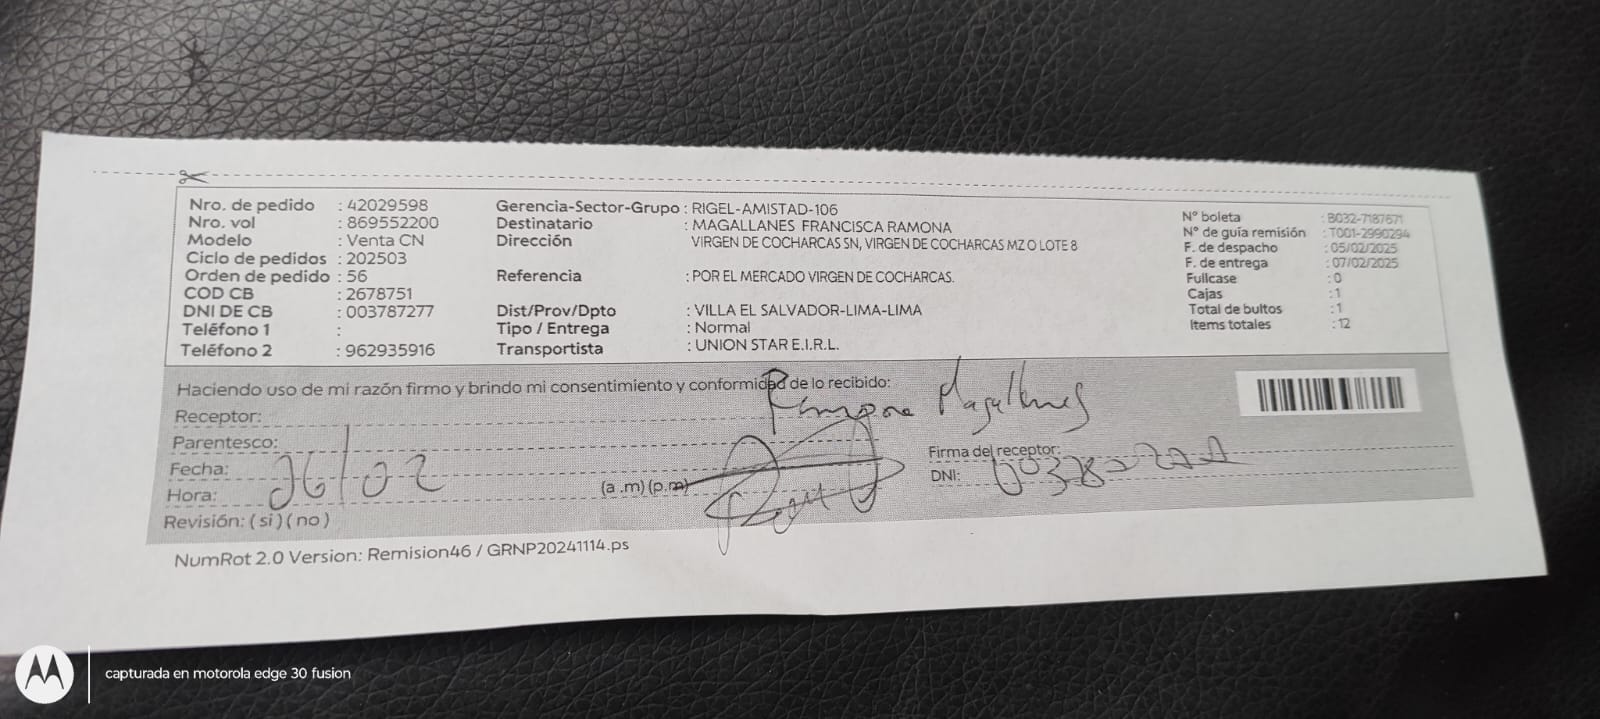 Nro. de pedido : 42029598
Nro. vol : 869552200
Modelo : Venta CN
Ciclo de pedidos : 202503
Orden de pedido : 56
COD CB : 2678751
DNI DE CB : 003787277
Teléfono 1 :
Teléfono 2 : 962935916
Gerencia-Sector-Grupo : RIGEL-AMISTAD-106
Destinatario : MAGALLANES FRANCISCA RAMONA
Dirección VIRGEN DE COCHARCAS SN, VIRGEN DE COCHARCAS MZ O LOTE 8
Referencia : POR EL MERCADO VIRGEN DE COCHARCAS.
Dist/Prov/Dpto : VILLA EL SALVADOR-LIMA-LIMA
Tipo / Entrega : Normal
Transportista : UNION STAR E.I.R.L.
N° boleta : B032-7187671
N° de guía remisión : T001-2990294
F. de despacho : 05/02/2025
F. de entrega : 07/02/2025
Fullcase : 0
Cajas : 1
Total de bultos : 1
Items totales : 12
Haciendo uso de mi razón firmo y brindo mi consentimiento y conformidad de lo recibido:
Receptor: Magallanes
Parentesco:
Fecha: 06/02
Hora: (a.m) (p.m)
Revisión: ( si ) ( no )
Firma del receptor:
DNI:
NumRot 2.0 Version: Remision46 / GRNP20241114.ps
capturada en motorola edge 30 fusion